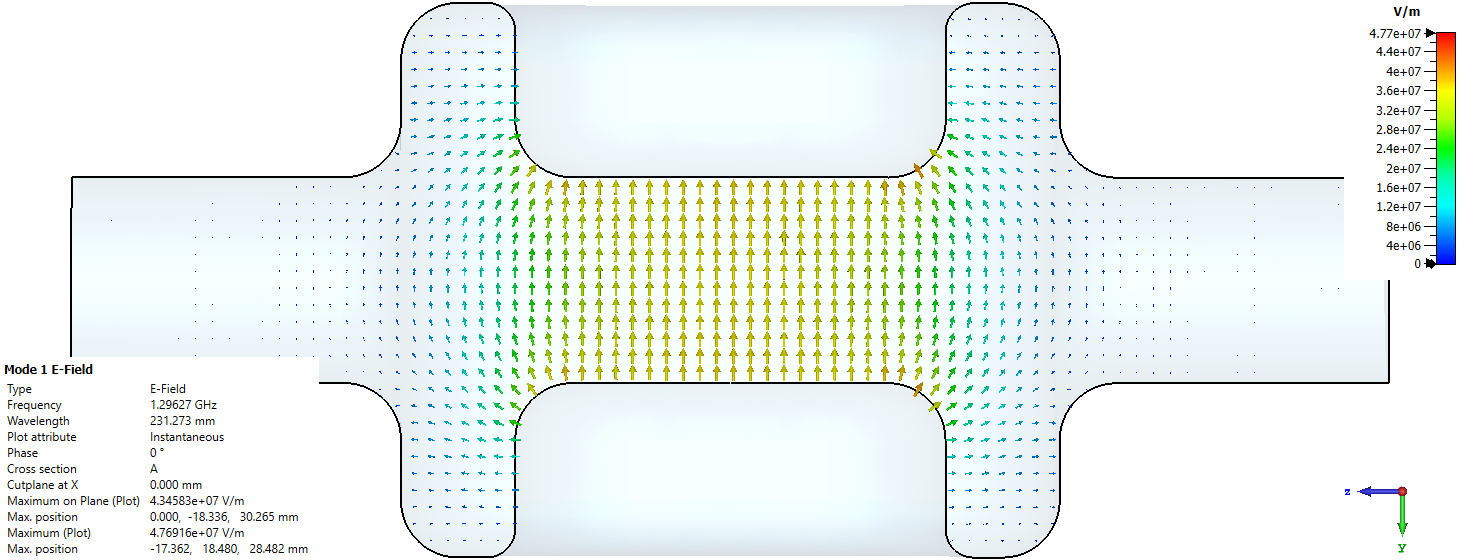 V/m
4.77e+07
4.4e+07
4e+07
3.6e+07
3.2e+07
2.8e+07
2.4e+07
2e+07
1.6e+07
1.2e+07
8e+06
4e+06
0
Mode 1 E-Field
Type E-Field
Frequency 1.29627 GHz
Wavelength 231.273 mm
Plot attribute Instantaneous
Phase 0 °
Cross section A
Cutplane at X 0.000 mm
Maximum on Plane (Plot) 4.34583e+07 V/m
Max. position 0.000, -18.336, 30.265 mm
Maximum (Plot) 4.76916e+07 V/m
Max. position -17.362, 18.480, 28.482 mm
z
y